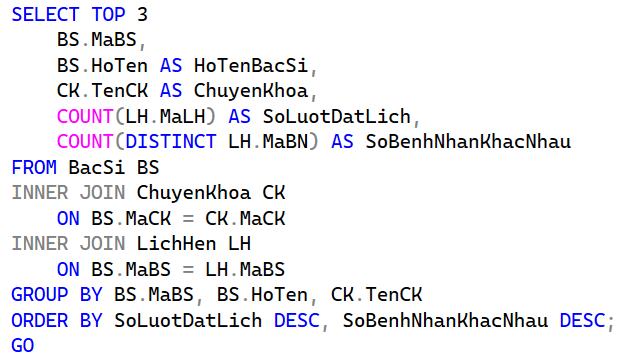 SELECT TOP 3
    BS.MaBS,
    BS.HoTen AS HoTenBacSi,
    CK.TenCK AS ChuyenKhoa,
    COUNT(LH.MaLH) AS SoLuotDatLich,
    COUNT(DISTINCT LH.MaBN) AS SoBenhNhanKhacNhau
FROM BacSi BS
INNER JOIN ChuyenKhoa CK
    ON BS.MaCK = CK.MaCK
INNER JOIN LichHen LH
    ON BS.MaBS = LH.MaBS
GROUP BY BS.MaBS, BS.HoTen, CK.TenCK
ORDER BY SoLuotDatLich DESC, SoBenhNhanKhacNhau DESC;
GO